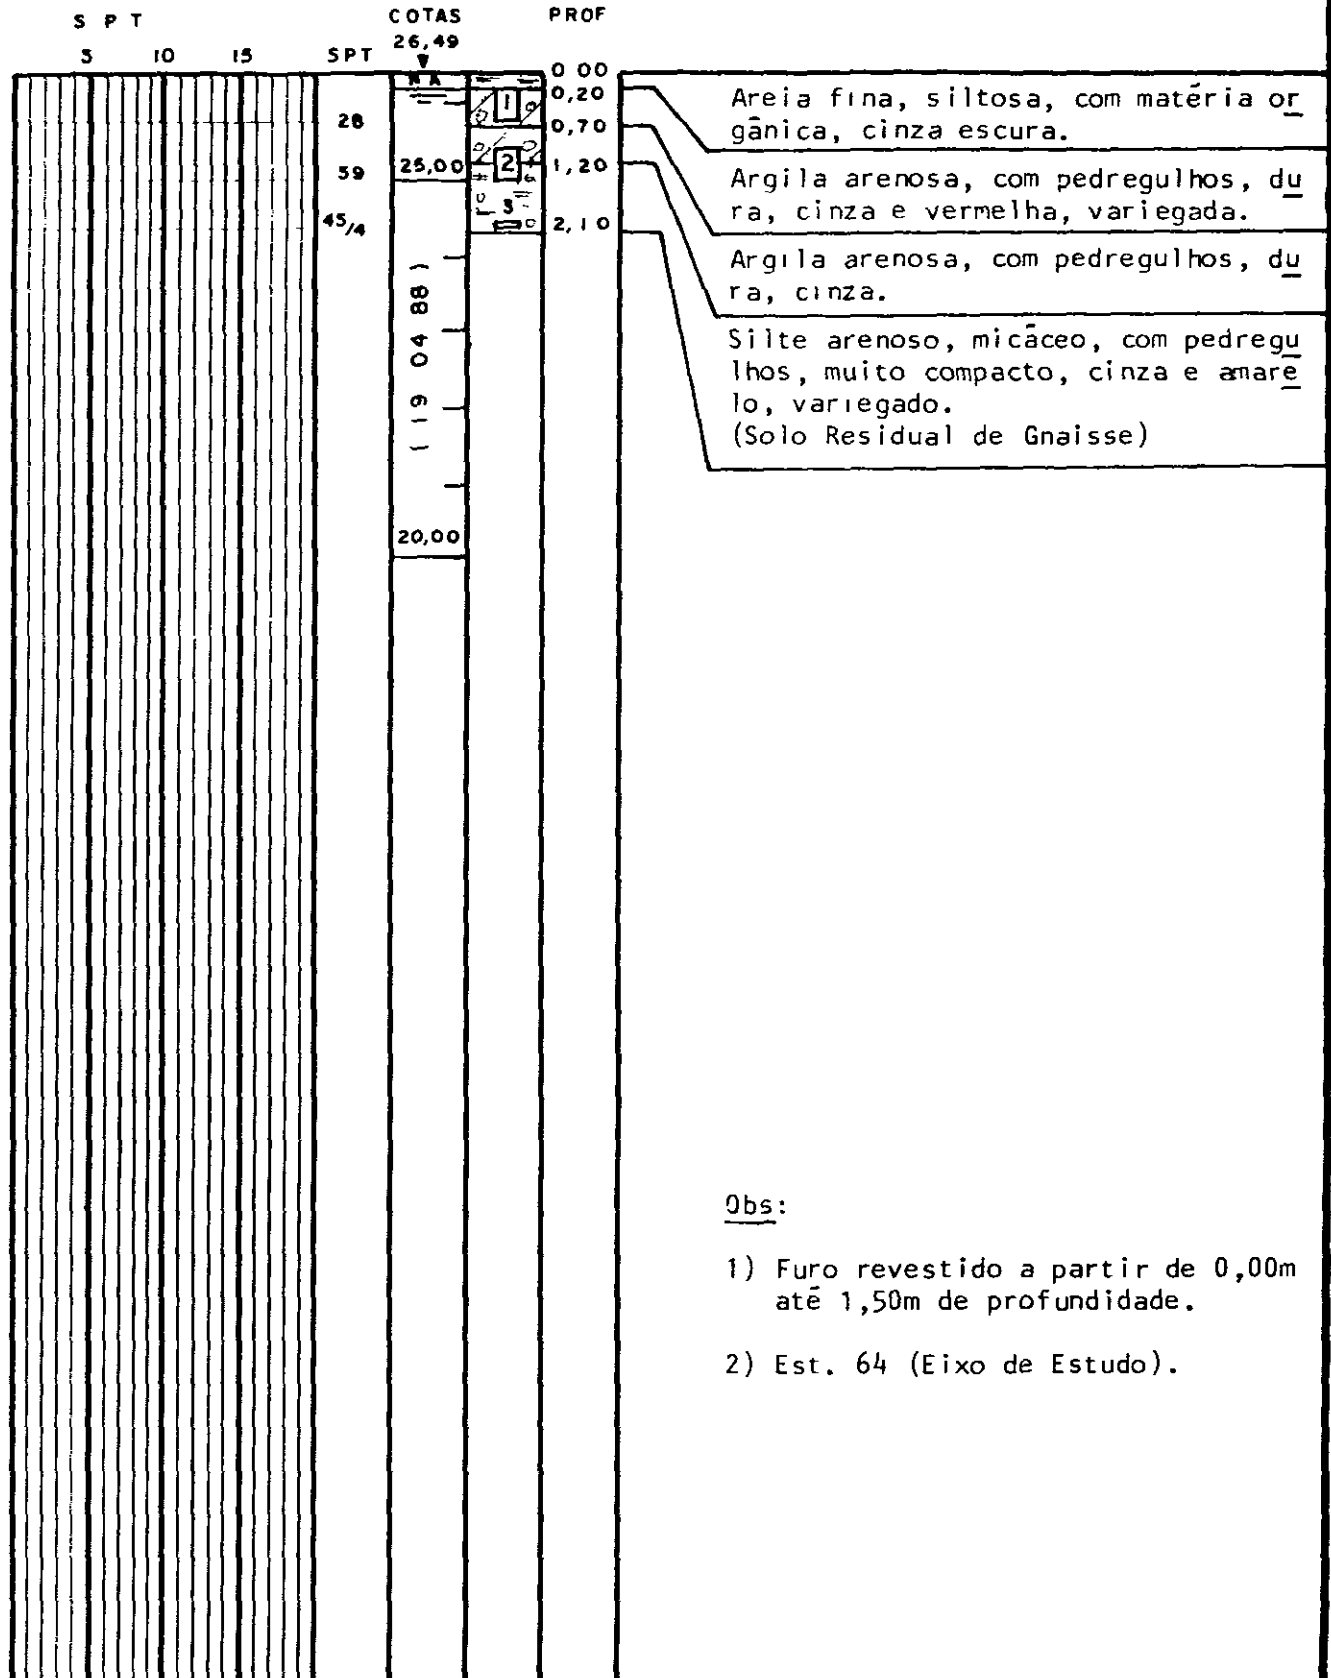 S P T COTAS PROF
26,49
5 10 15 SPT
N A 0 00
1 0,20
28 0,70
59 25,00 2 1,20
45/4 3 2,10
( 19 04 88 )
20,00
Areia fina, siltosa, com matéria or
gânica, cinza escura.
Argila arenosa, com pedregulhos, du
ra, cinza e vermelha, variegada.
Argila arenosa, com pedregulhos, du
ra, cinza.
Silte arenoso, micáceo, com pedregu
lhos, muito compacto, cinza e amare
lo, variegado.
(Solo Residual de Gnaisse)
Obs:
1) Furo revestido a partir de 0,00m
até 1,50m de profundidade.
2) Est. 64 (Eixo de Estudo).